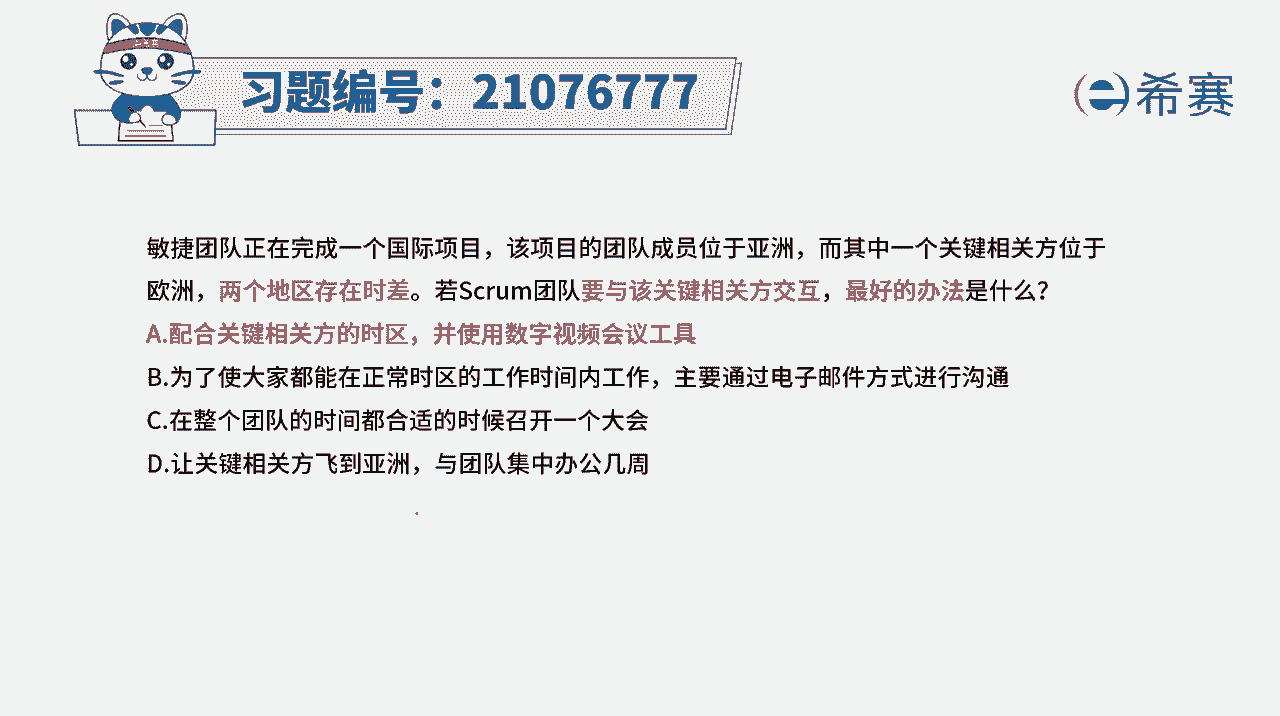 习题编号：21076777
希赛
敏捷团队正在完成一个国际项目，该项目的团队成员位于亚洲，而其中一个关键相关方位于
欧洲，两个地区存在时差。若Scrum团队要与该关键相关方交互，最好的办法是什么？
A.配合关键相关方的时区，并使用数字视频会议工具
B.为了使大家都能在正常时区的工作时间内工作，主要通过电子邮件方式进行沟通
C.在整个团队的时间都合适的时候召开一个大会
D.让关键相关方飞到亚洲，与团队集中办公几周